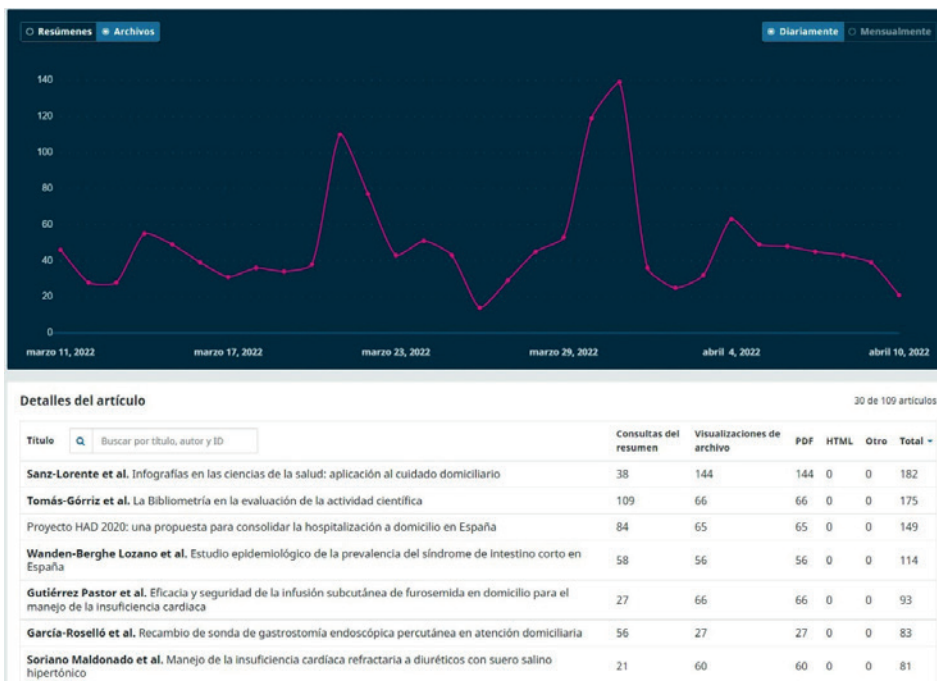 Resúmenes Archivos Diariamente Mensualmente
140
120
100
80
60
40
20
0
marzo 11, 2022 marzo 17, 2022 marzo 23, 2022 marzo 29, 2022 abril 4, 2022 abril 10, 2022
Detalles del artículo 30 de 109 artículos
Título Buscar por título, autor y ID Consultas del resumen Visualizaciones de archivo PDF HTML Otro Total
Sanz-Lorente et al. Infografías en las ciencias de la salud: aplicación al cuidado domiciliario 38 144 144 0 0 182
Tomás-Górriz et al. La Bibliometría en la evaluación de la actividad científica 109 66 66 0 0 175
Proyecto HAD 2020: una propuesta para consolidar la hospitalización a domicilio en España 84 65 65 0 0 149
Wanden-Berghe Lozano et al. Estudio epidemiológico de la prevalencia del síndrome de intestino corto en
España 58 56 56 0 0 114
Gutiérrez Pastor et al. Eficacia y seguridad de la infusión subcutánea de furosemida en domicilio para el
manejo de la insuficiencia cardiaca 27 66 66 0 0 93
García-Roselló et al. Recambio de sonda de gastrostomía endoscópica percutánea en atención domiciliaria 56 27 27 0 0 83
Soriano Maldonado et al. Manejo de la insuficiencia cardíaca refractaria a diuréticos con suero salino
hipertónico 21 60 60 0 0 81